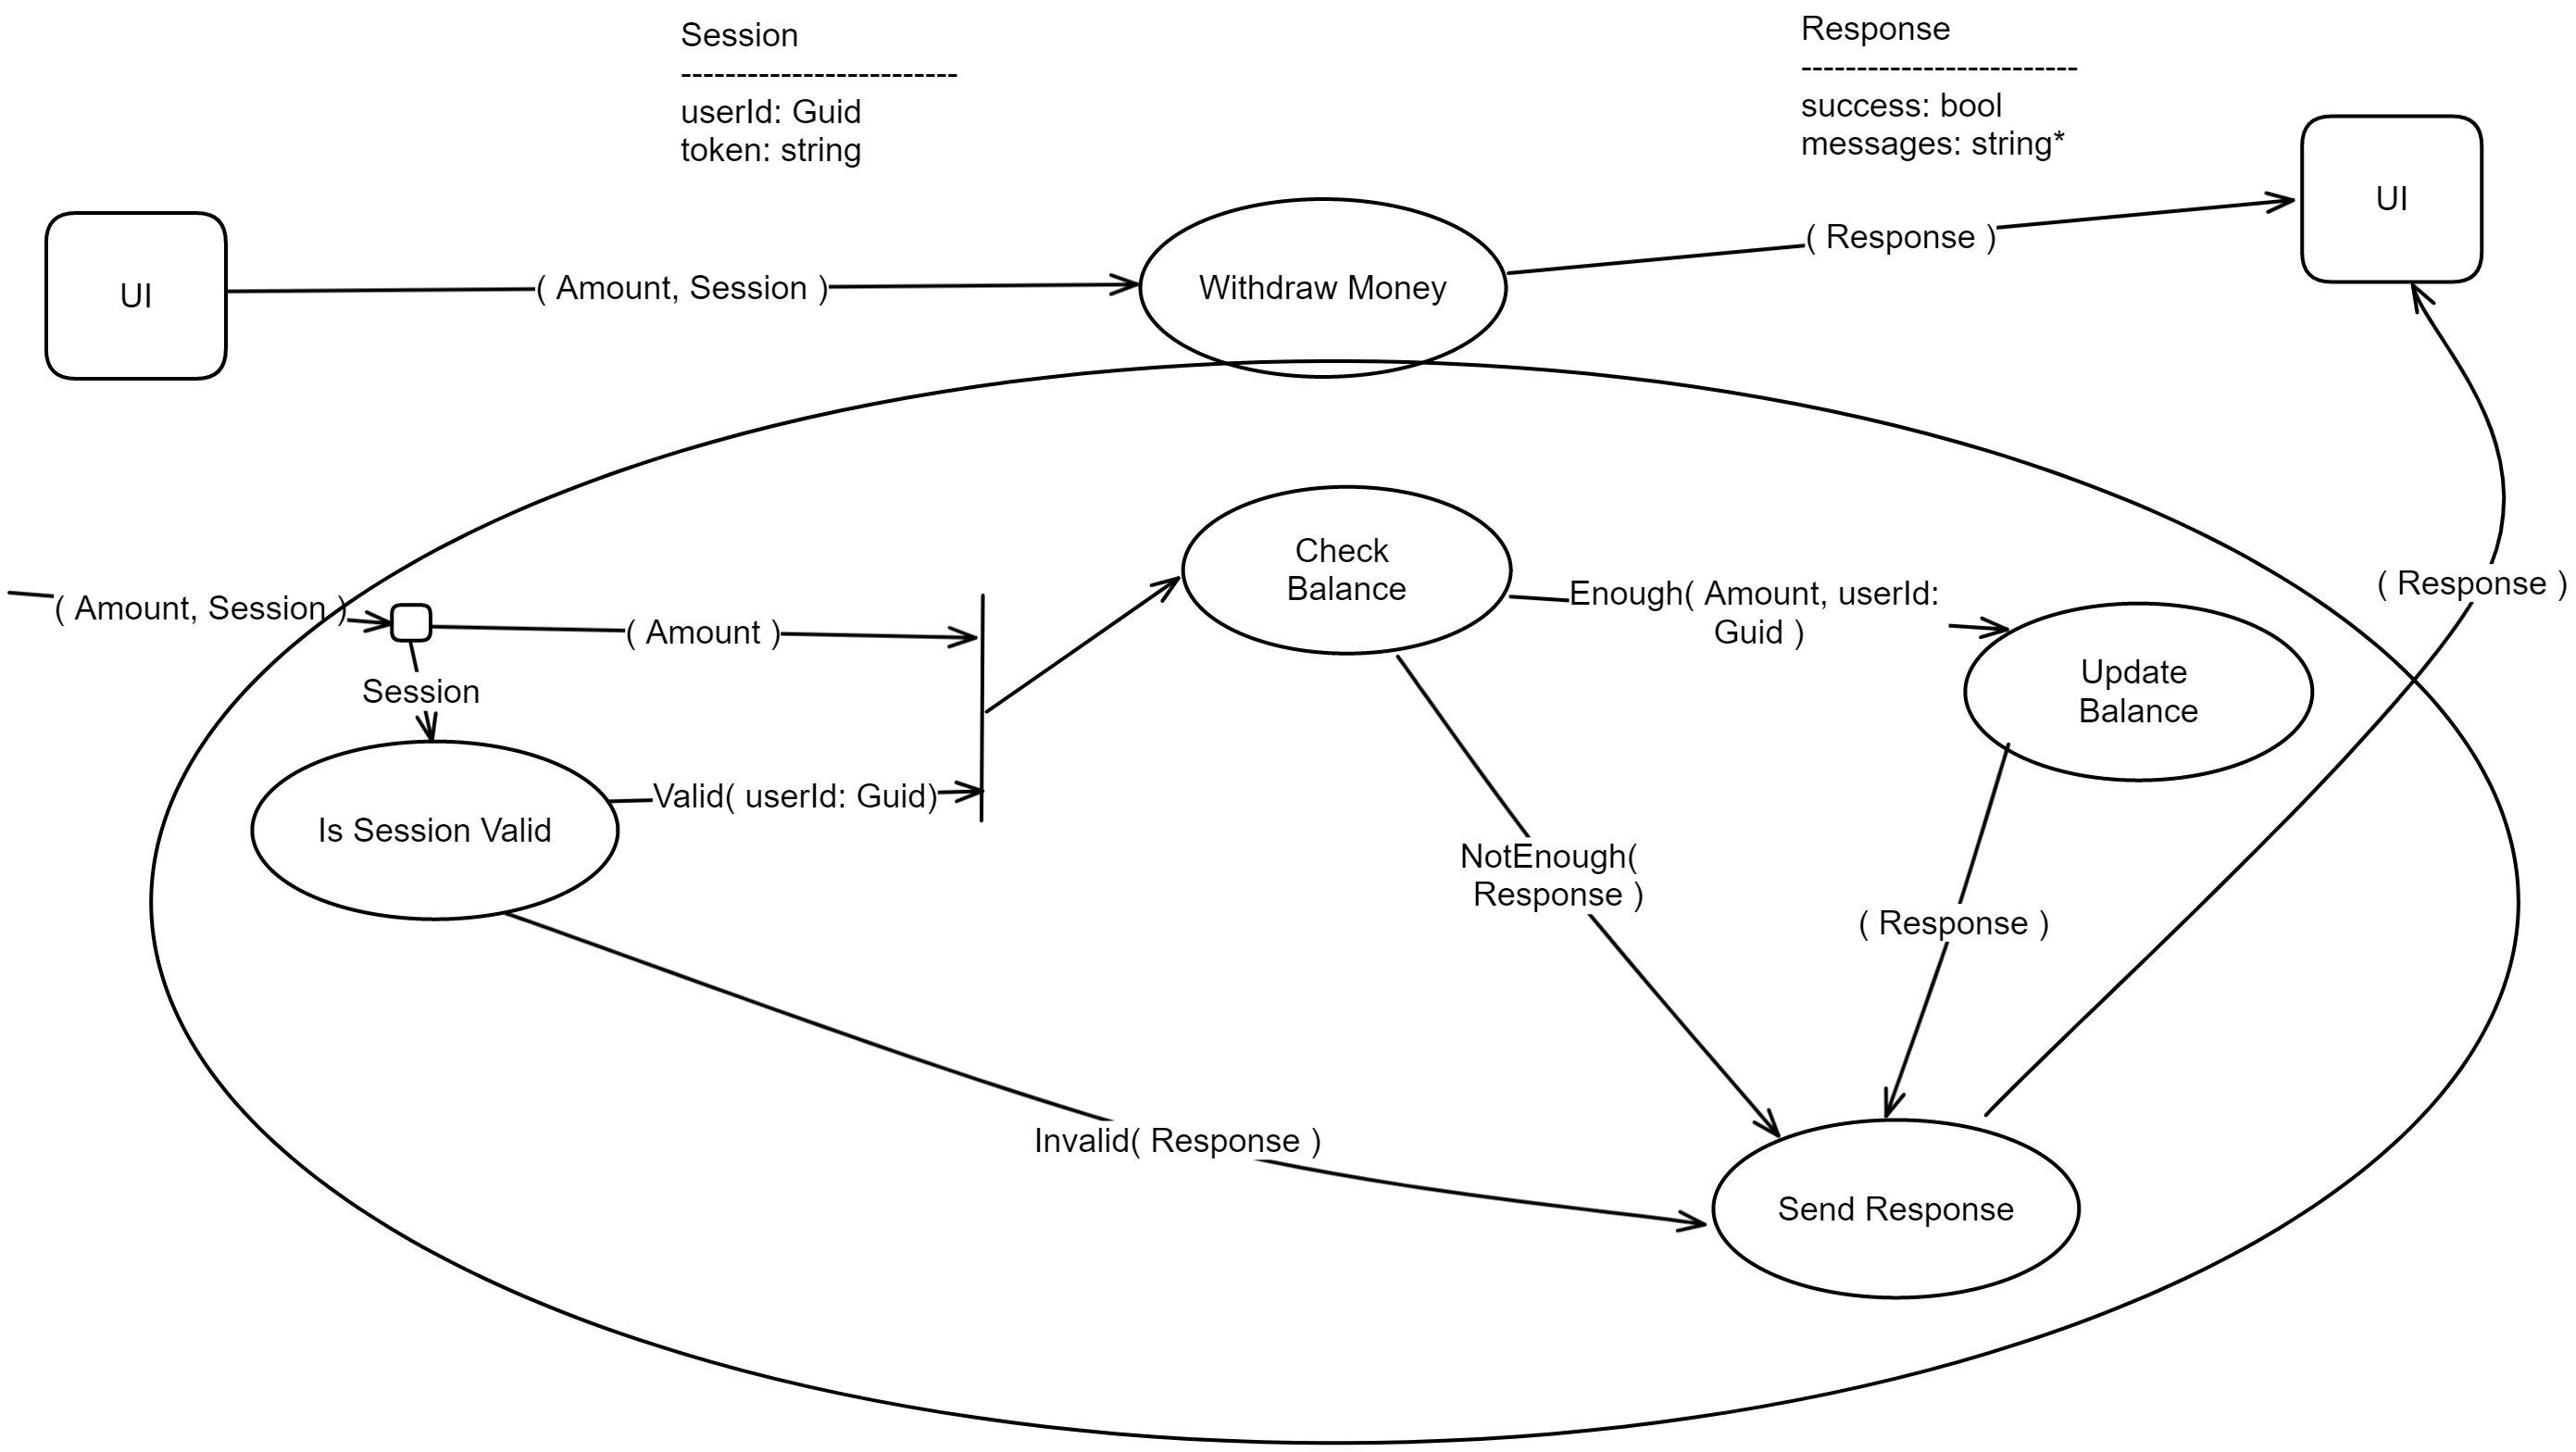 Session
-------------------------
userId: Guid
token: string
Response
-------------------------
success: bool
messages: string*
UI
( Amount, Session )
Withdraw Money
( Response )
UI
( Amount, Session )
( Amount )
Session
Is Session Valid
Valid( userId: Guid)
Check
Balance
Enough( Amount, userId:
Guid )
Update
Balance
( Response )
NotEnough(
Response )
( Response )
Invalid( Response )
Send Response